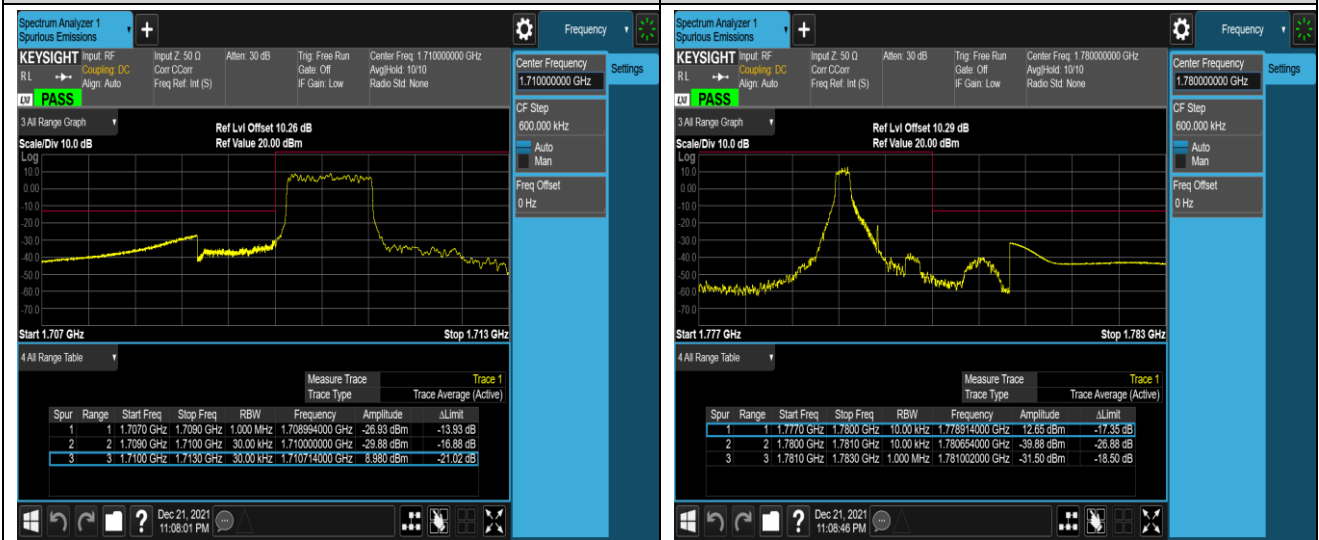 Spectrum Analyzer 1
Spurious Emissions
+
Frequency
KEYSIGHT Input: RF Input Z: 50 Ω Atten: 30 dB Trig: Free Run Center Freq: 1.710000000 GHz
RL Coupling: DC Corr CCorr Gate: Off Avg|Hold: 10/10
Align: Auto Freq Ref: Int (S) IF Gain: Low Radio Std: None
LXI PASS
Center Frequency
1.710000000 GHz
Settings
CF Step
600.000 kHz
Auto
Man
Freq Offset
0 Hz
3 All Range Graph
Ref Lvl Offset 10.26 dB
Scale/Div 10.0 dB Ref Value 20.00 dBm
Log
10.0
0.00
-10.0
-20.0
-30.0
-40.0
-50.0
-60.0
-70.0
Start 1.707 GHz Stop 1.713 GHz
4 All Range Table
Measure Trace Trace 1
Trace Type Trace Average (Active)
Spur Range Start Freq Stop Freq RBW Frequency Amplitude ΔLimit
1 1 1.7070 GHz 1.7090 GHz 1.000 MHz 1.708994000 GHz -26.93 dBm -13.93 dB
2 2 1.7090 GHz 1.7100 GHz 30.00 kHz 1.710000000 GHz -29.88 dBm -16.88 dB
3 3 1.7100 GHz 1.7130 GHz 30.00 kHz 1.710714000 GHz 8.980 dBm -21.02 dB
?
Dec 21, 2021
11:08:01 PM
Spectrum Analyzer 1
Spurious Emissions
+
Frequency
KEYSIGHT Input: RF Input Z: 50 Ω Atten: 30 dB Trig: Free Run Center Freq: 1.780000000 GHz
RL Coupling: DC Corr CCorr Gate: Off Avg|Hold: 10/10
Align: Auto Freq Ref: Int (S) IF Gain: Low Radio Std: None
LXI PASS
Center Frequency
1.780000000 GHz
Settings
CF Step
600.000 kHz
Auto
Man
Freq Offset
0 Hz
3 All Range Graph
Ref Lvl Offset 10.29 dB
Scale/Div 10.0 dB Ref Value 20.00 dBm
Log
10.0
0.00
-10.0
-20.0
-30.0
-40.0
-50.0
-60.0
-70.0
Start 1.777 GHz Stop 1.783 GHz
4 All Range Table
Measure Trace Trace 1
Trace Type Trace Average (Active)
Spur Range Start Freq Stop Freq RBW Frequency Amplitude ΔLimit
1 1 1.7770 GHz 1.7800 GHz 10.00 kHz 1.778914000 GHz 12.65 dBm -17.35 dB
2 2 1.7800 GHz 1.7810 GHz 10.00 kHz 1.780654000 GHz -39.88 dBm -26.88 dB
3 3 1.7810 GHz 1.7830 GHz 1.000 MHz 1.781002000 GHz -31.50 dBm -18.50 dB
?
Dec 21, 2021
11:08:46 PM